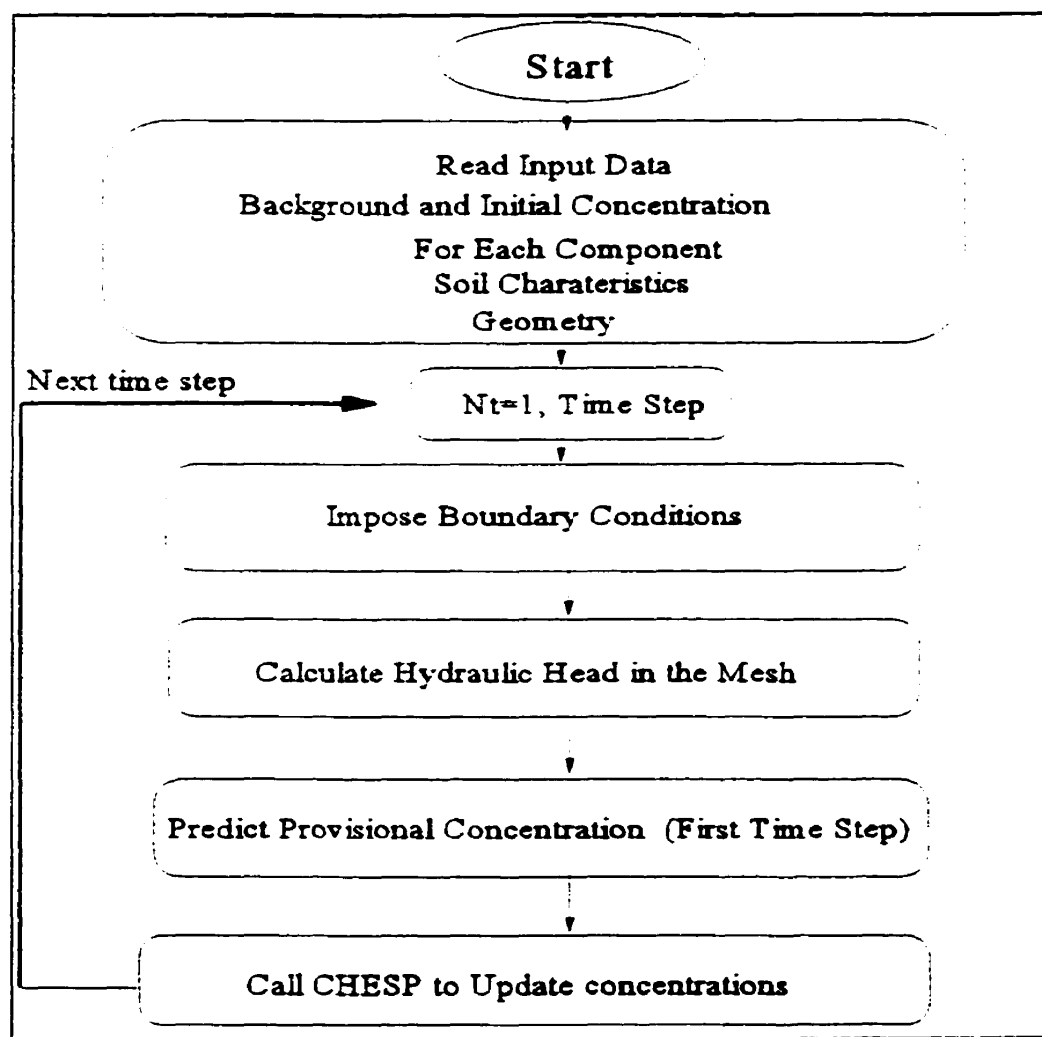 Start
Read Input Data
Background and Initial Concentration
For Each Component
Soil Charateristics
Geometry
Next time step
Nt=1, Time Step
Impose Boundary Conditions
Calculate Hydraulic Head in the Mesh
Predict Provisional Concentration (First Time Step)
Call CHESP to Update concentrations